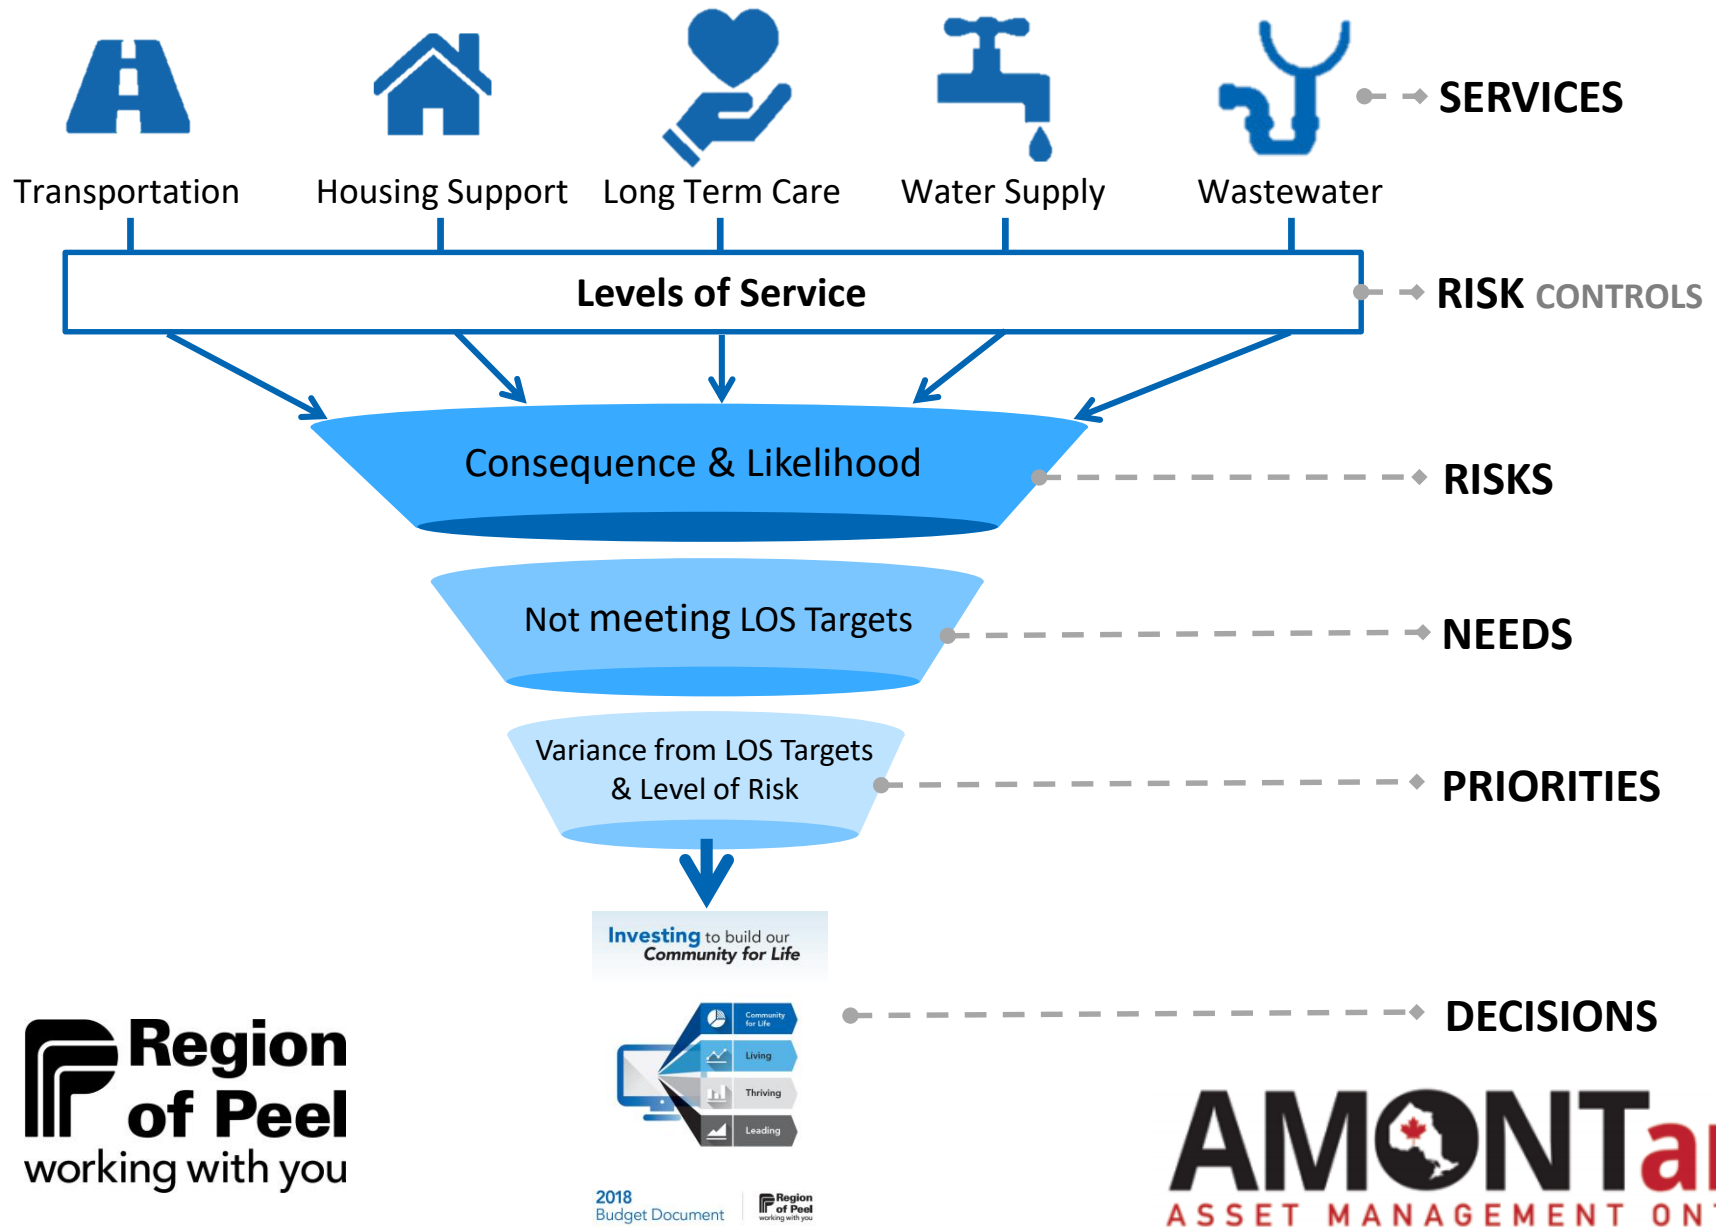 SERVICES
Transportation
Housing Support
Long Term Care
Water Supply
Wastewater
Levels of Service
RISK CONTROLS
Consequence & Likelihood
RISKS
Not meeting LOS Targets
NEEDS
Variance from LOS Targets
& Level of Risk
PRIORITIES
Investing to build our
Community for Life
Community
for Life
Living
Thriving
Leading
DECISIONS
2018
Budget Document
Region
of Peel
working with you
Region
of Peel
working with you
AMONTar
ASSET MANAGEMENT ONT